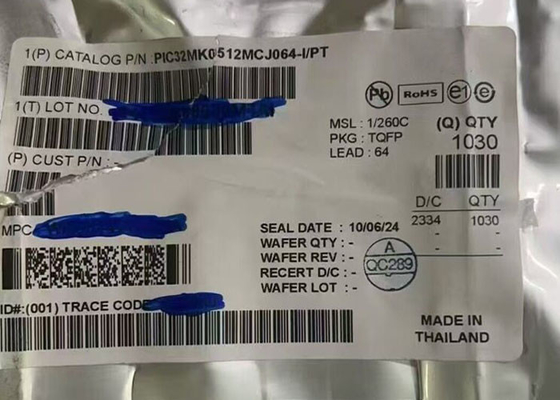 1(P) CATALOG P/N :PIC32MK0512MCJ064-I/PT
1(T) LOT NO.
Pb RoHS e1 e
MSL : 1/260C (Q) QTY
PKG : TQFP 1030
LEAD : 64
(P) CUST P/N : -
D/C QTY
2334 1030
MPC
SEAL DATE : 10/06/24
WAFER QTY : -
WAFER REV : -
RECERT D/C : -
WAFER LOT : -
A
QC289
ID#:(001) TRACE CODE
MADE IN
THAILAND